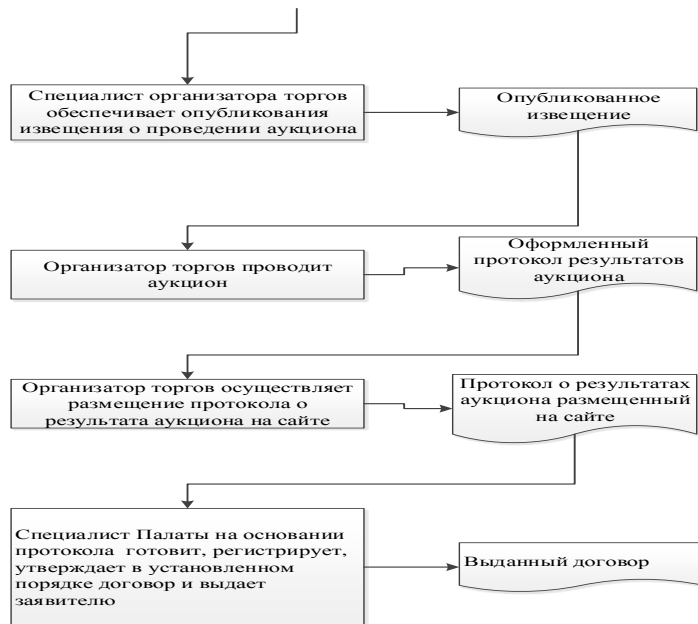 Специалист организатора торгов
обеспечивает опубликования
извещения о проведении аукциона
Опубликованное
извещение
Организатор торгов проводит
аукцион
Оформленный
протокол результатов
аукциона
Организатор торгов осуществляет
размещение протокола о
результата аукциона на сайте
Протокол о результатах
аукциона размещенный
на сайте
Специалист Палаты на основании
протокола готовит, регистрирует,
утверждает в установленном
порядке договор и выдает
заявителю
Выданный договор